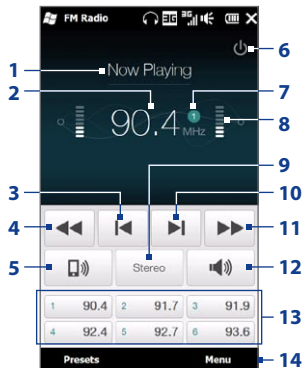 FM Radio
6
1 Now Playing
2 7
90.4 1 MHz 8
9
3 10
4 11
5 Stereo 12
1 90.4 2 91.7 3 91.9
13
4 92.4 5 92.7 6 93.6
Presets Menu 14